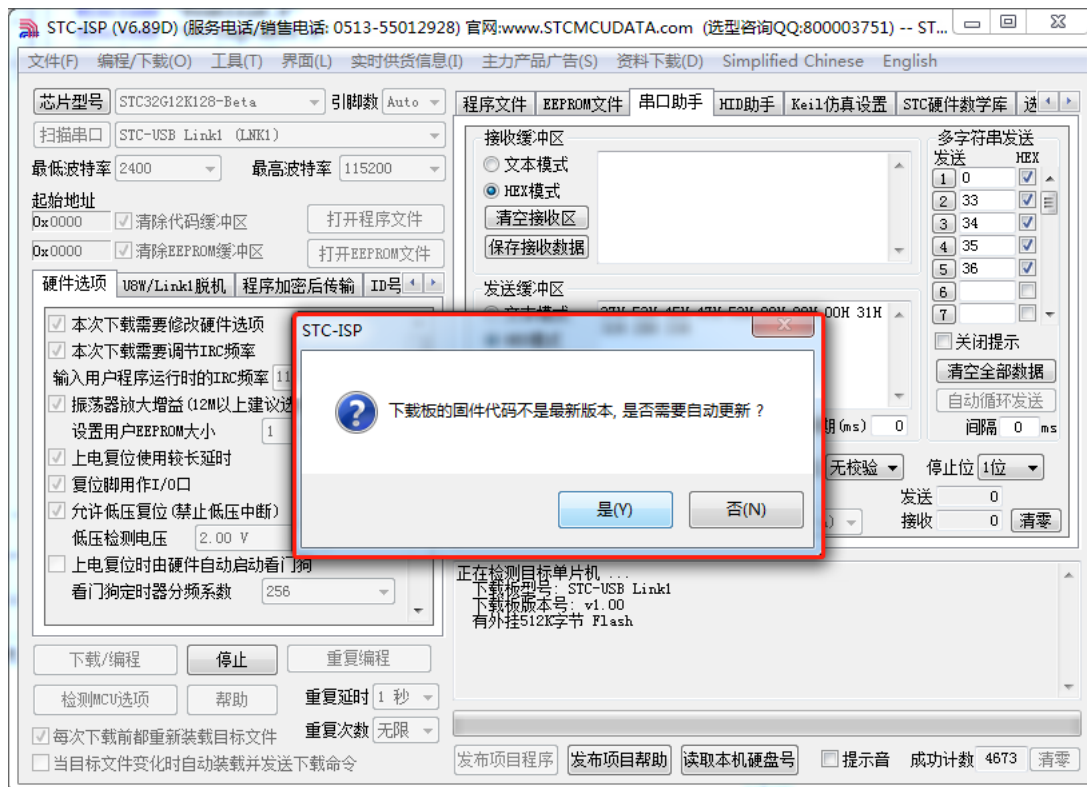 STC-ISP (V6.89D) (服务电话/销售电话: 0513-55012928) 官网:www.STCMCUDATA.com (选型咨询QQ:800003751) -- ST...
文件(F) 编程/下载(O) 工具(T) 界面(L) 实时供货信息(I) 主力产品广告(S) 资料下载(D) Simplified Chinese English
芯片型号 STC32G12K128-Beta 引脚数 Auto
扫描串口 STC-USB Link1 (LNK1)
最低波特率 2400 最高波特率 115200
起始地址
0x0000 清除代码缓冲区 打开程序文件
0x0000 清除EEPROM缓冲区 打开EEPROM文件
硬件选项 U8W/Link1脱机 程序加密后传输 ID号
本次下载需要修改硬件选项
本次下载需要调节IRC频率
输入用户程序运行时的IRC频率 11
振荡器放大增益(12M以上建议选
设置用户EEPROM大小 1
上电复位使用较长延时
复位脚用作I/O口
允许低压复位(禁止低压中断)
低压检测电压 2.00 V
上电复位时由硬件自动启动看门狗
看门狗定时器分频系数 256
下载/编程 停止 重复编程
检测MCU选项 帮助 重复延时 1 秒
重复次数 无限
每次下载前都重新装载目标文件
当目标文件变化时自动装载并发送下载命令
程序文件 EEPROM文件 串口助手 HID助手 Keil仿真设置 STC硬件数学库 选
接收缓冲区
文本模式
HEX模式
清空接收区
保存接收数据
发送缓冲区
00H 31H
多字符串发送
发送 HEX
1 0
2 33
3 34
4 35
5 36
6
7
关闭提示
清空全部数据
自动循环发送
间隔 0 ms
期(ms) 0
无校验 停止位 1位
发送 0
接收 0 清零
STC-ISP
下载板的固件代码不是最新版本, 是否需要自动更新 ?
是(Y) 否(N)
正在检测目标单片机 ...
下载板型号: STC-USB Link1
下载板版本号: v1.00
有外挂512K字节 Flash
发布项目程序 发布项目帮助 读取本机硬盘号 提示音 成功计数 4673 清零